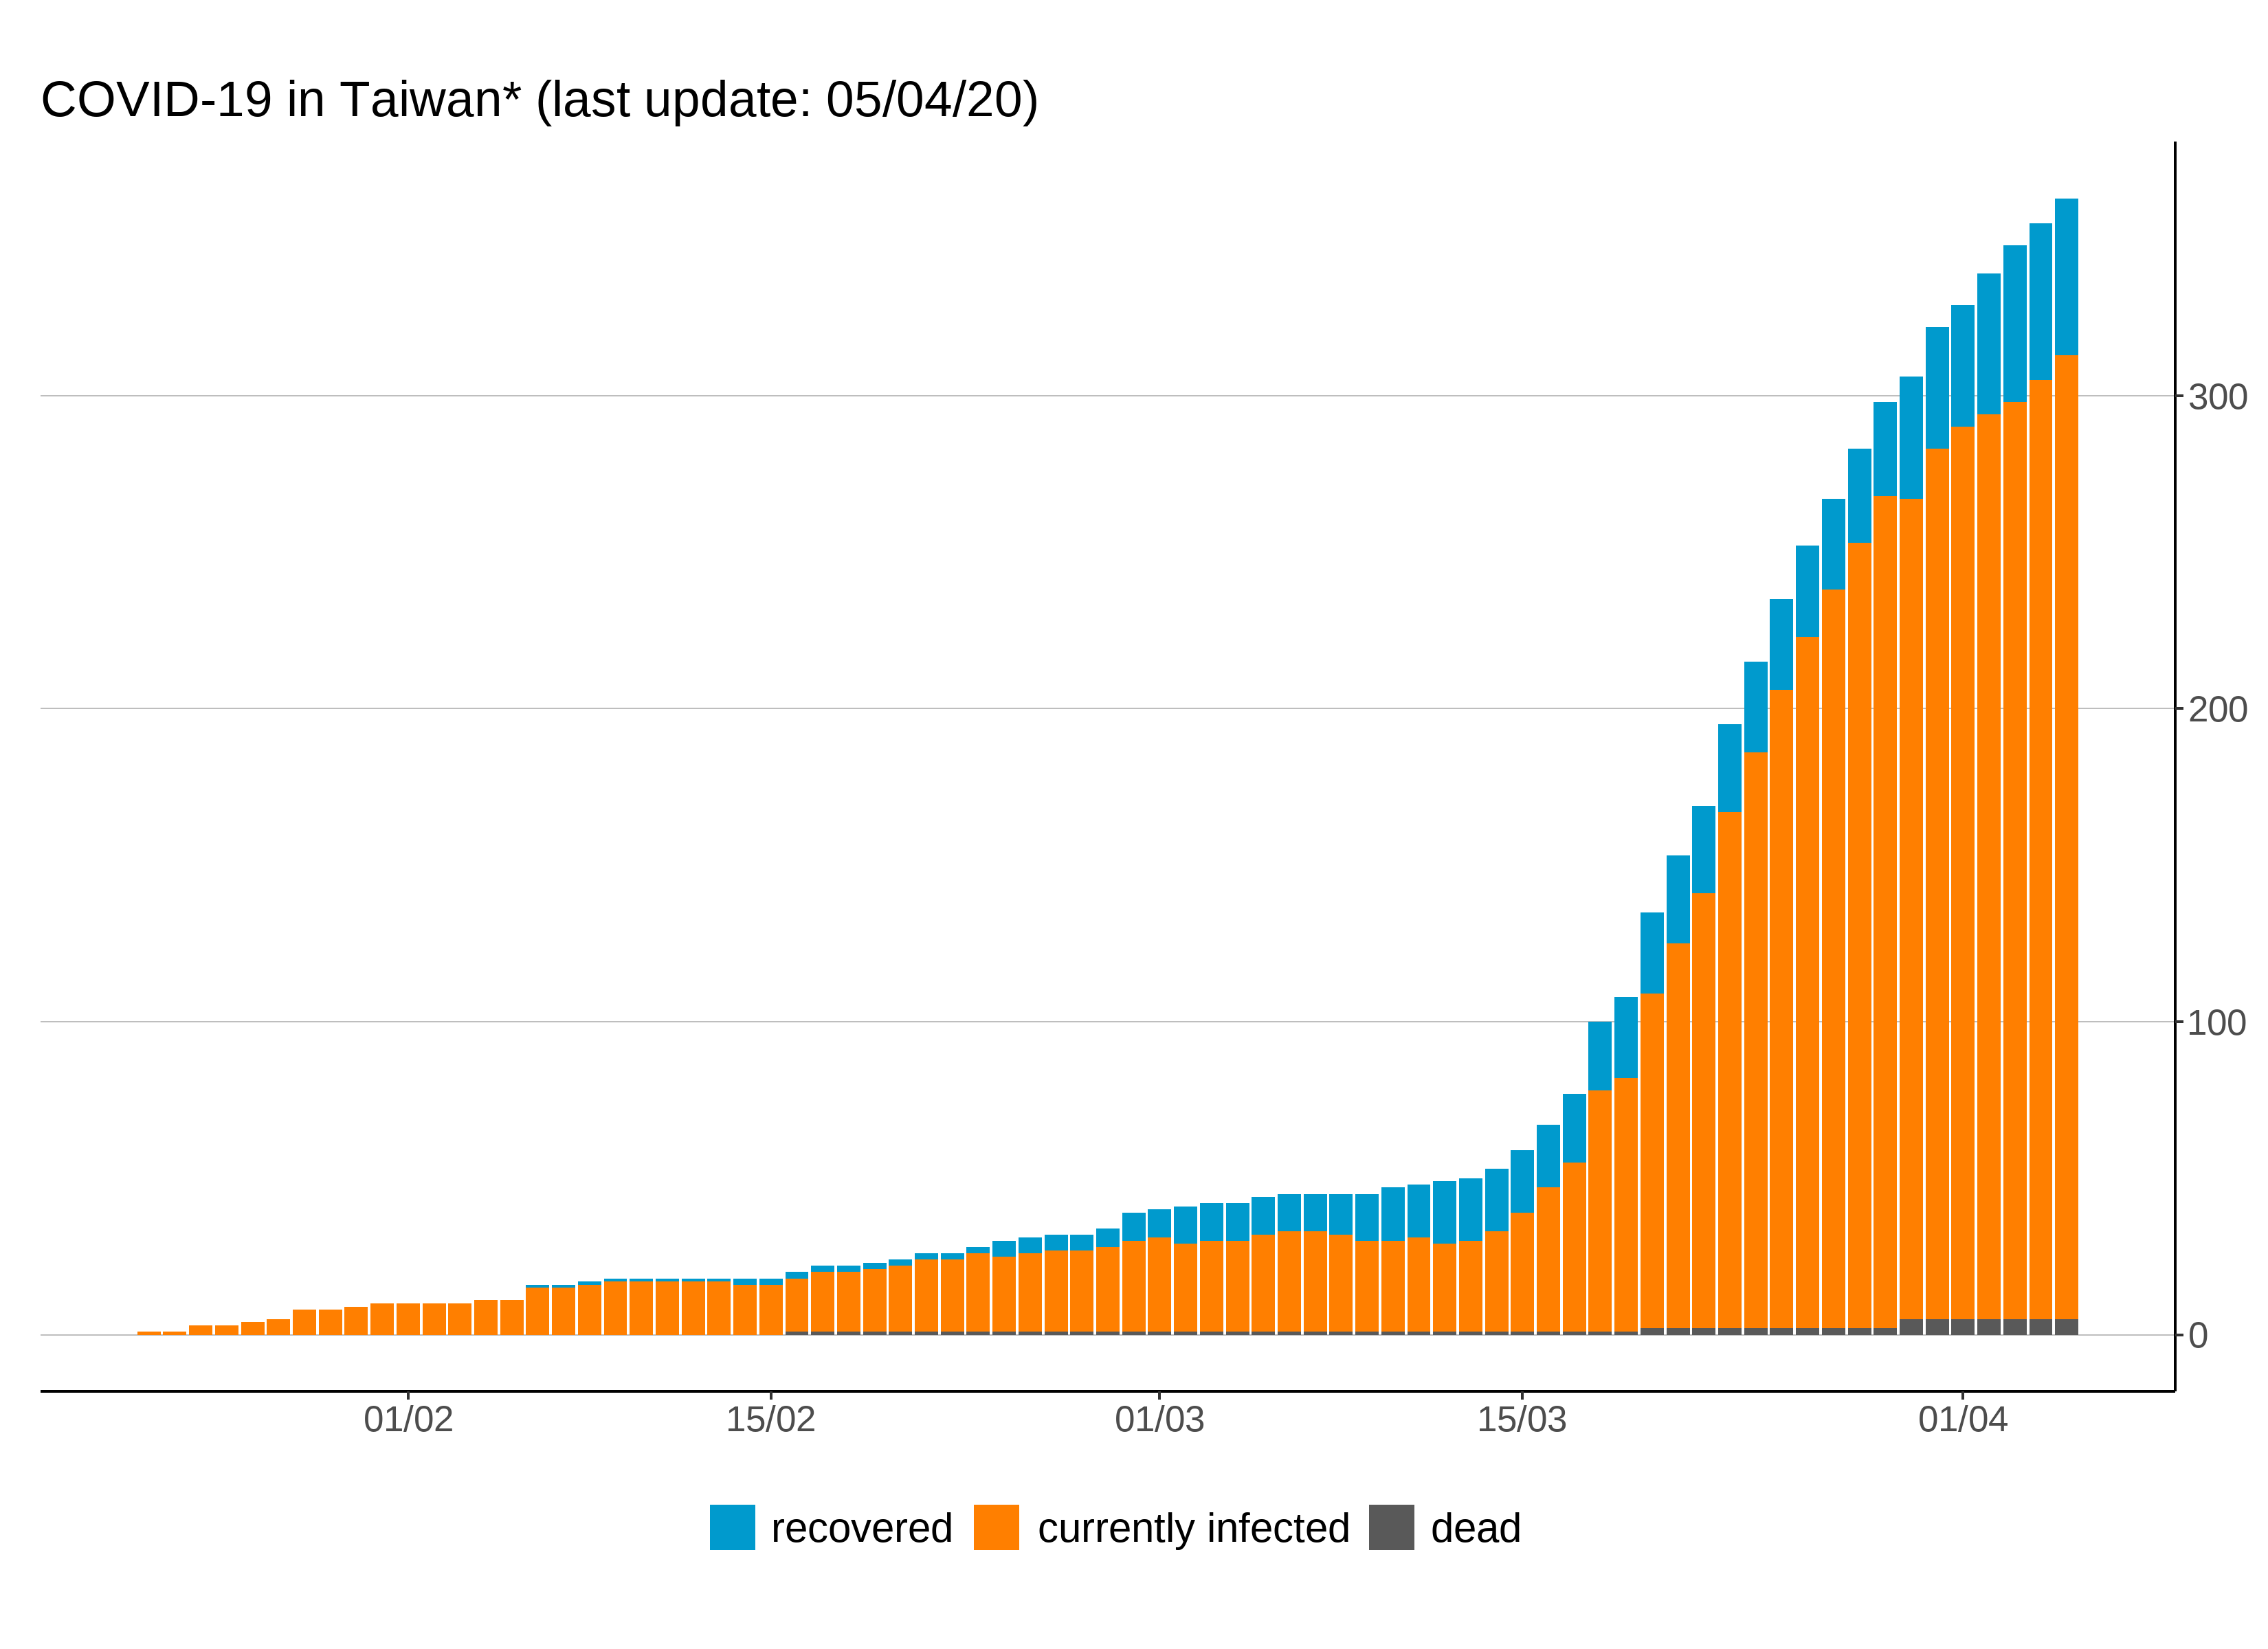 COVID-19 in Taiwan* (last update: 05/04/20)
300
200
100
0
01/02 15/02 01/03 15/03 01/04
recovered currently infected dead